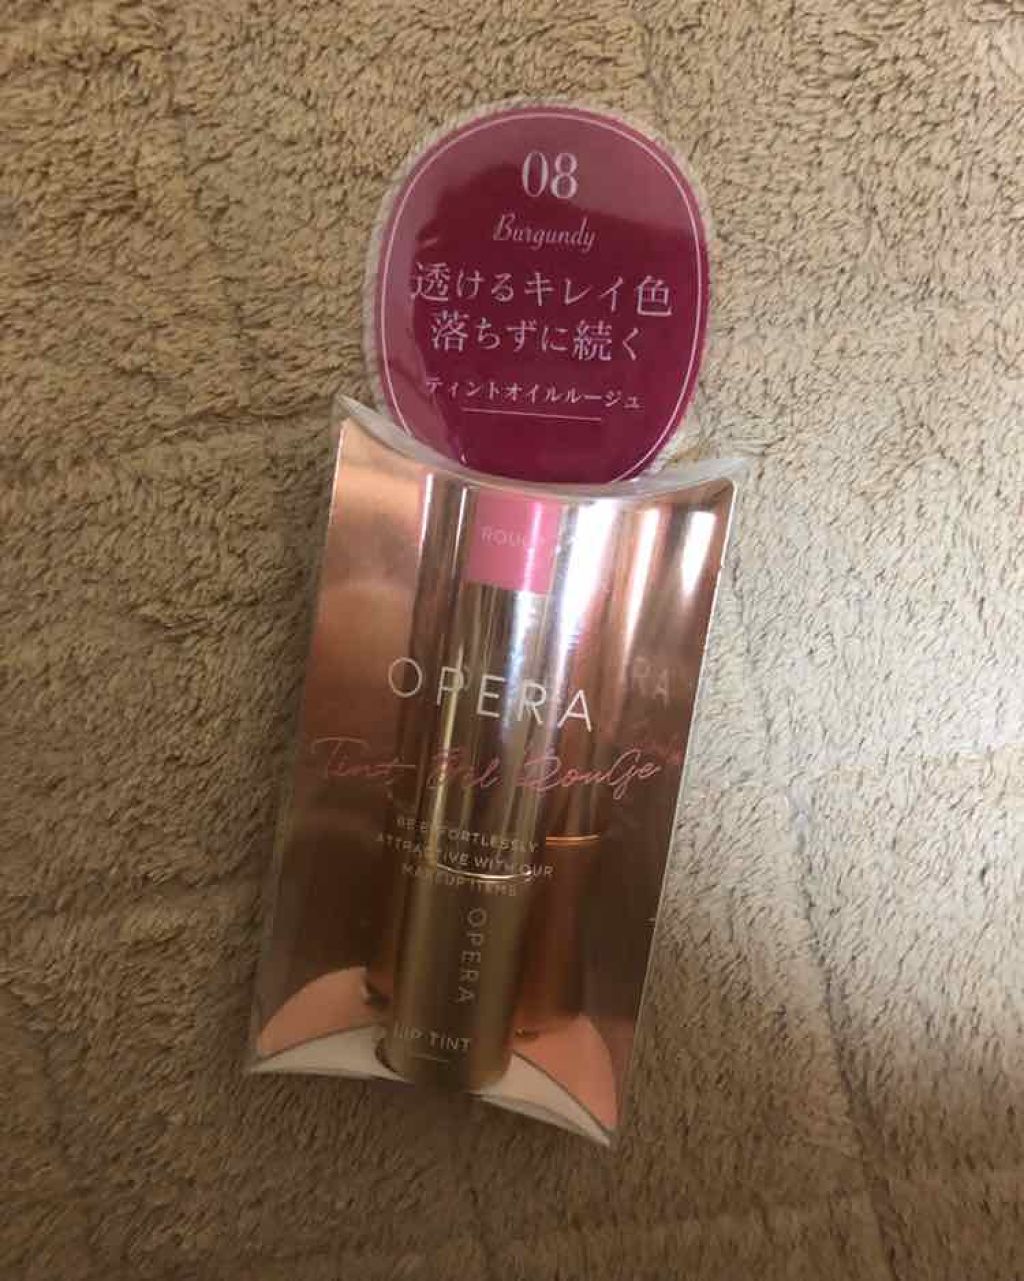 08
Burgundy
透けるキレイ色
落ちずに続く
ティントオイルルージュ
OPERA
Tint Oil RouGe
BE EFFORTLESSLY
ATTRACTIVE WITH OUR
MAKEUP ITEMS
OPERA
LIP TINT